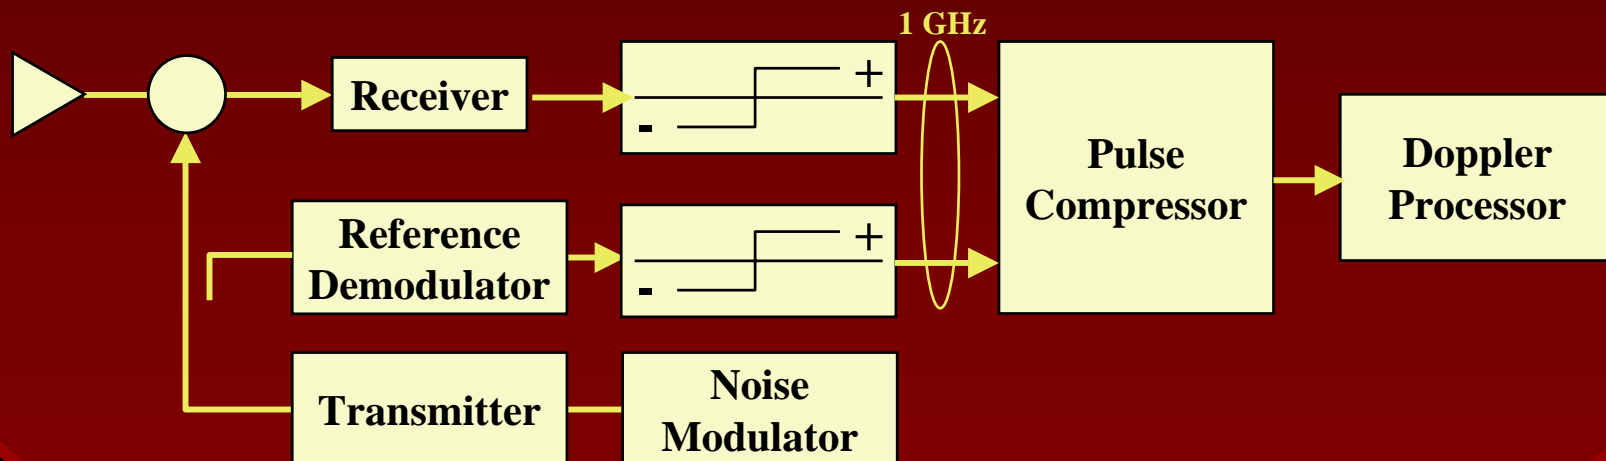 1 GHz
Receiver
+
-
Pulse
Compressor
Doppler
Processor
Reference
Demodulator
+
-
Transmitter
Noise
Modulator